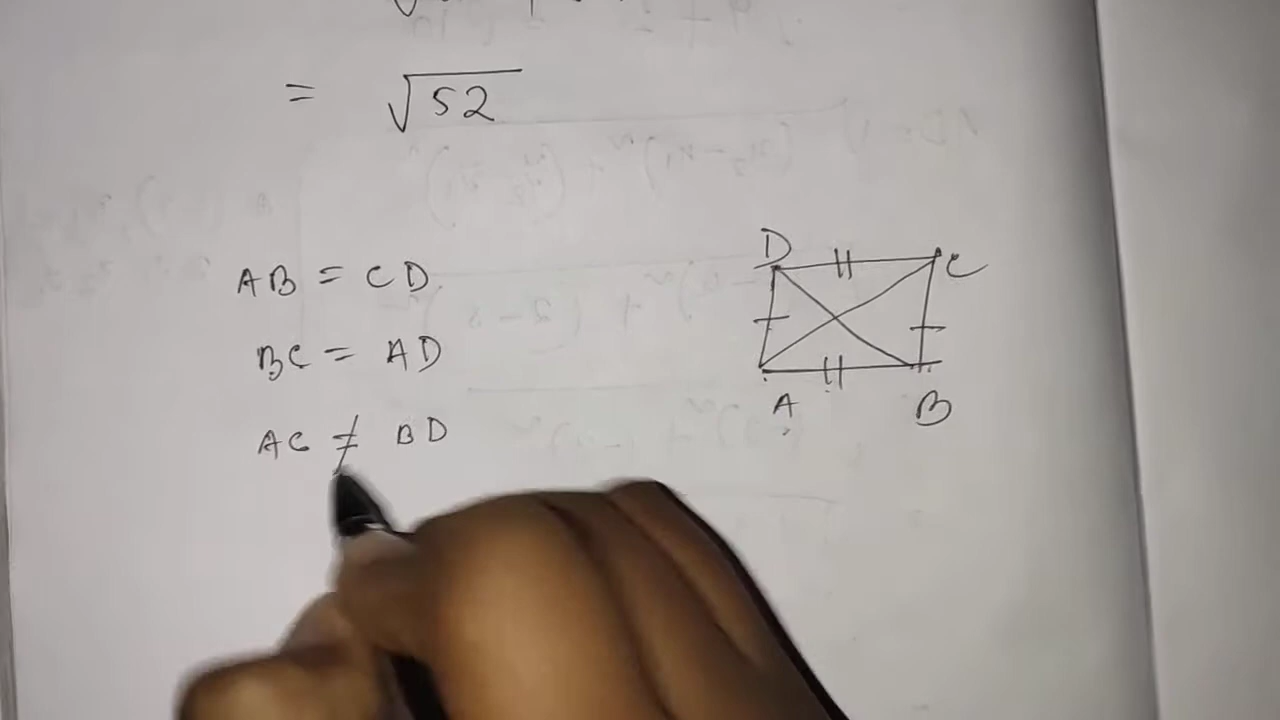 = √52
AB = CD
BC = AD
AC ≠ BD
D
C
A
B